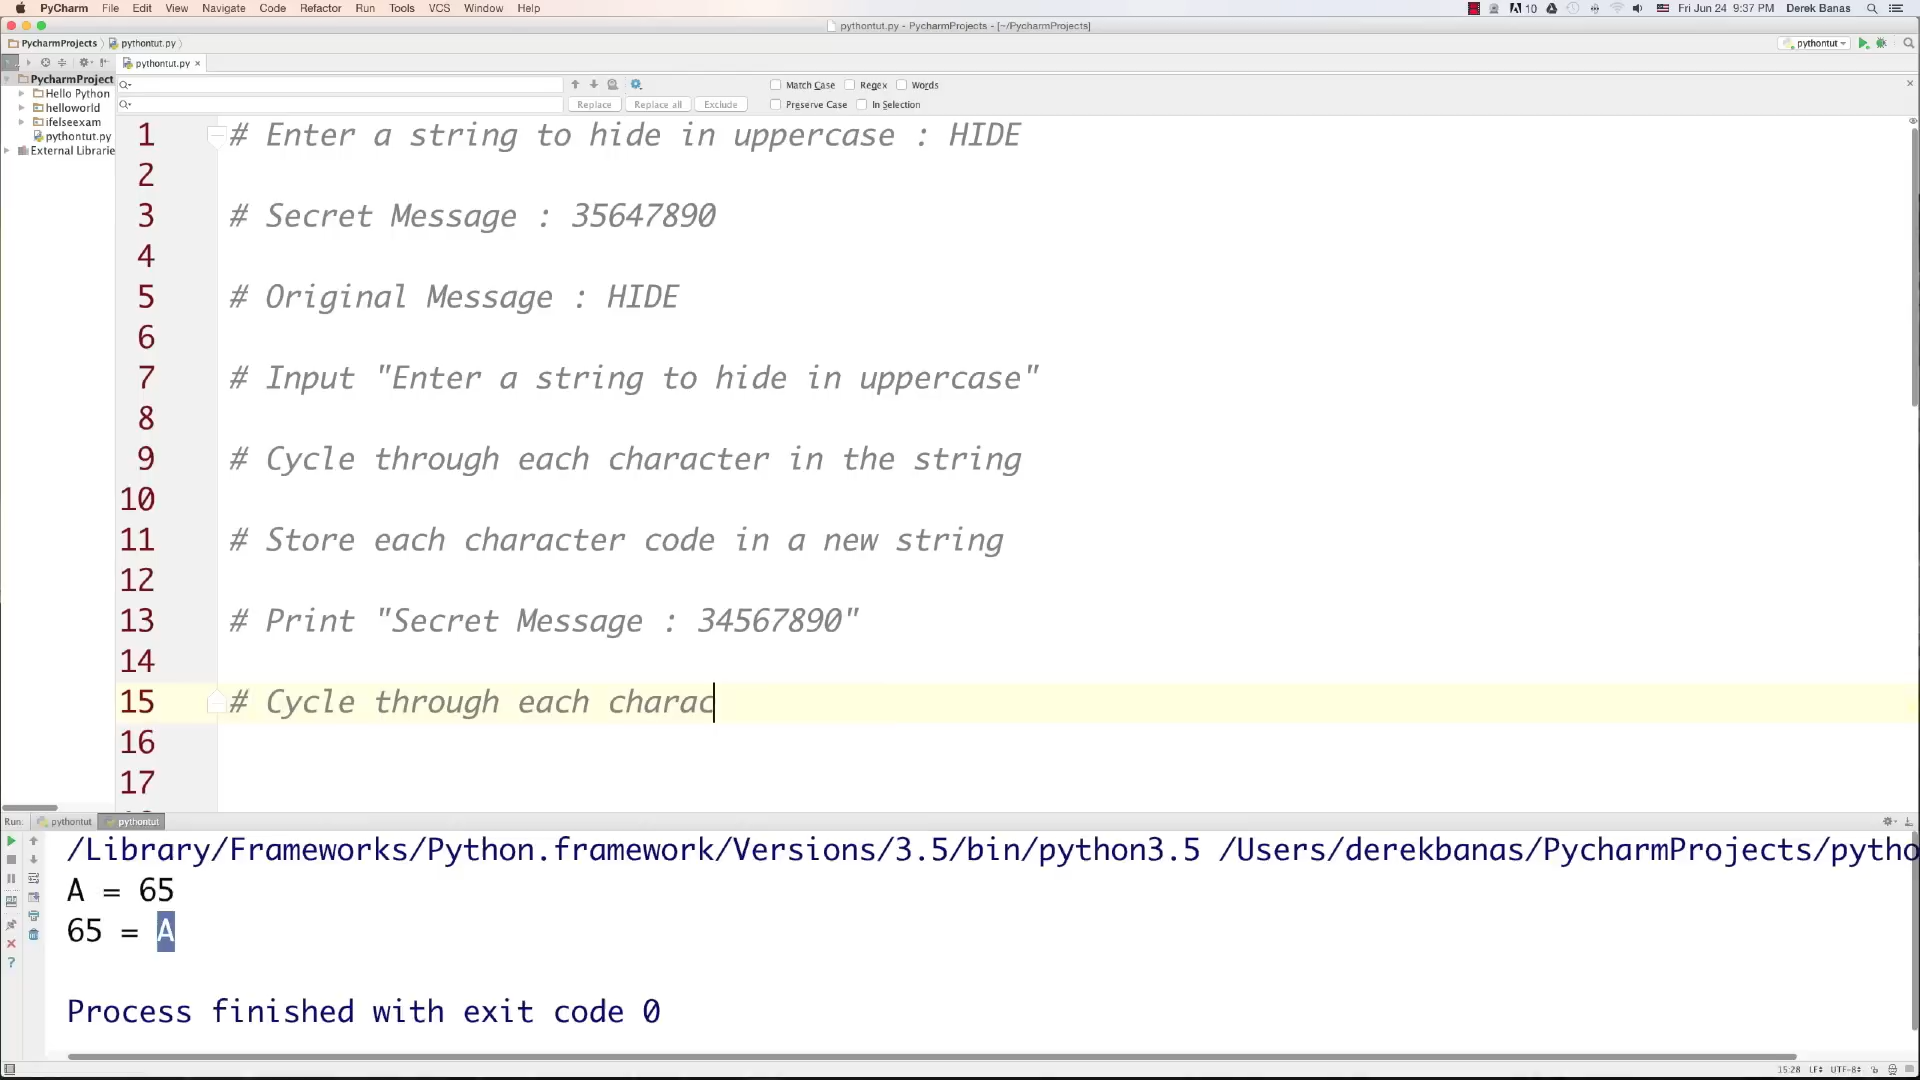 PyCharm File Edit View Navigate Code Refactor Run Tools VCS Window Help 10 Fri Jun 24 9:37 PM Derek Banas
pythontut.py - PycharmProjects - [~/PycharmProjects]
PycharmProjects pythontut.py pythontut
pythontut.py
PycharmProject
Hello Python
helloworld
ifelseexam
pythontut.py
External Librarie
Match Case Regex Words
Replace Replace all Exclude Preserve Case In Selection
1 # Enter a string to hide in uppercase : HIDE
2
3 # Secret Message : 35647890
4
5 # Original Message : HIDE
6
7 # Input "Enter a string to hide in uppercase"
8
9 # Cycle through each character in the string
10
11 # Store each character code in a new string
12
13 # Print "Secret Message : 34567890"
14
15 # Cycle through each charac
16
17
Run: pythontut pythontut
/Library/Frameworks/Python.framework/Versions/3.5/bin/python3.5 /Users/derekbanas/PycharmProjects/pytho
A = 65
65 = A
Process finished with exit code 0
15:28 LF UTF-8